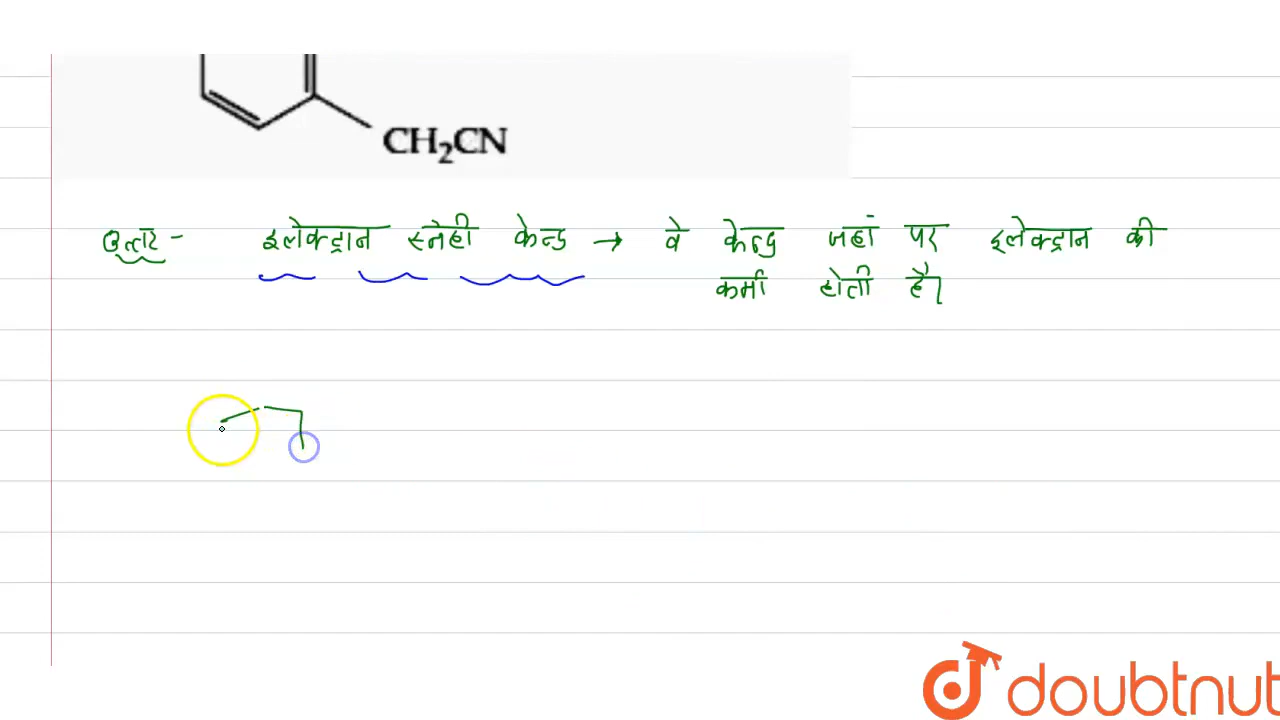 CH₂CN
उत्तर - इलेक्ट्रान स्नेही केन्द्र → वे केन्द्र जहां पर इलेक्ट्रान की
कमी होती है।
doubtnut